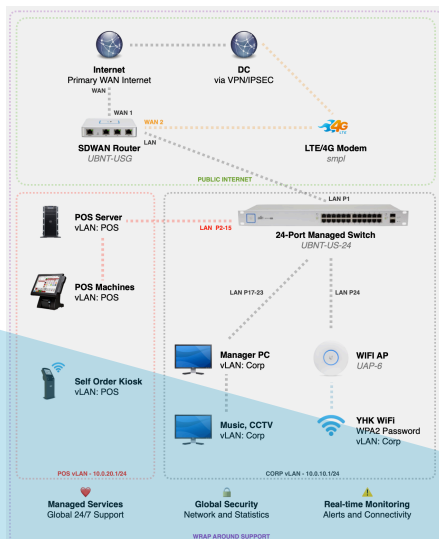 Internet
Primary WAN Internet
DC
via VPN/IPSEC
WAN
WAN 1
WAN 2
LAN
SDWAN Router
UBNT-USG
4G
LTE
LTE/4G Modem
smpl
PUBLIC INTERNET
LAN P1
POS Server
vLAN: POS
LAN P2-15
24-Port Managed Switch
UBNT-US-24
POS Machines
vLAN: POS
LAN P17-23
LAN P24
Manager PC
vLAN: Corp
WIFI AP
UAP-6
Self Order Kiosk
vLAN: POS
Music, CCTV
vLAN: Corp
YHK WiFi
WPA2 Password
vLAN: Corp
POS vLAN - 10.0.20.1/24
CORP vLAN - 10.0.10.1/24
Managed Services
Global 24/7 Support
Global Security
Network and Statistics
Real-time Monitoring
Alerts and Connectivity
WRAP AROUND SUPPORT